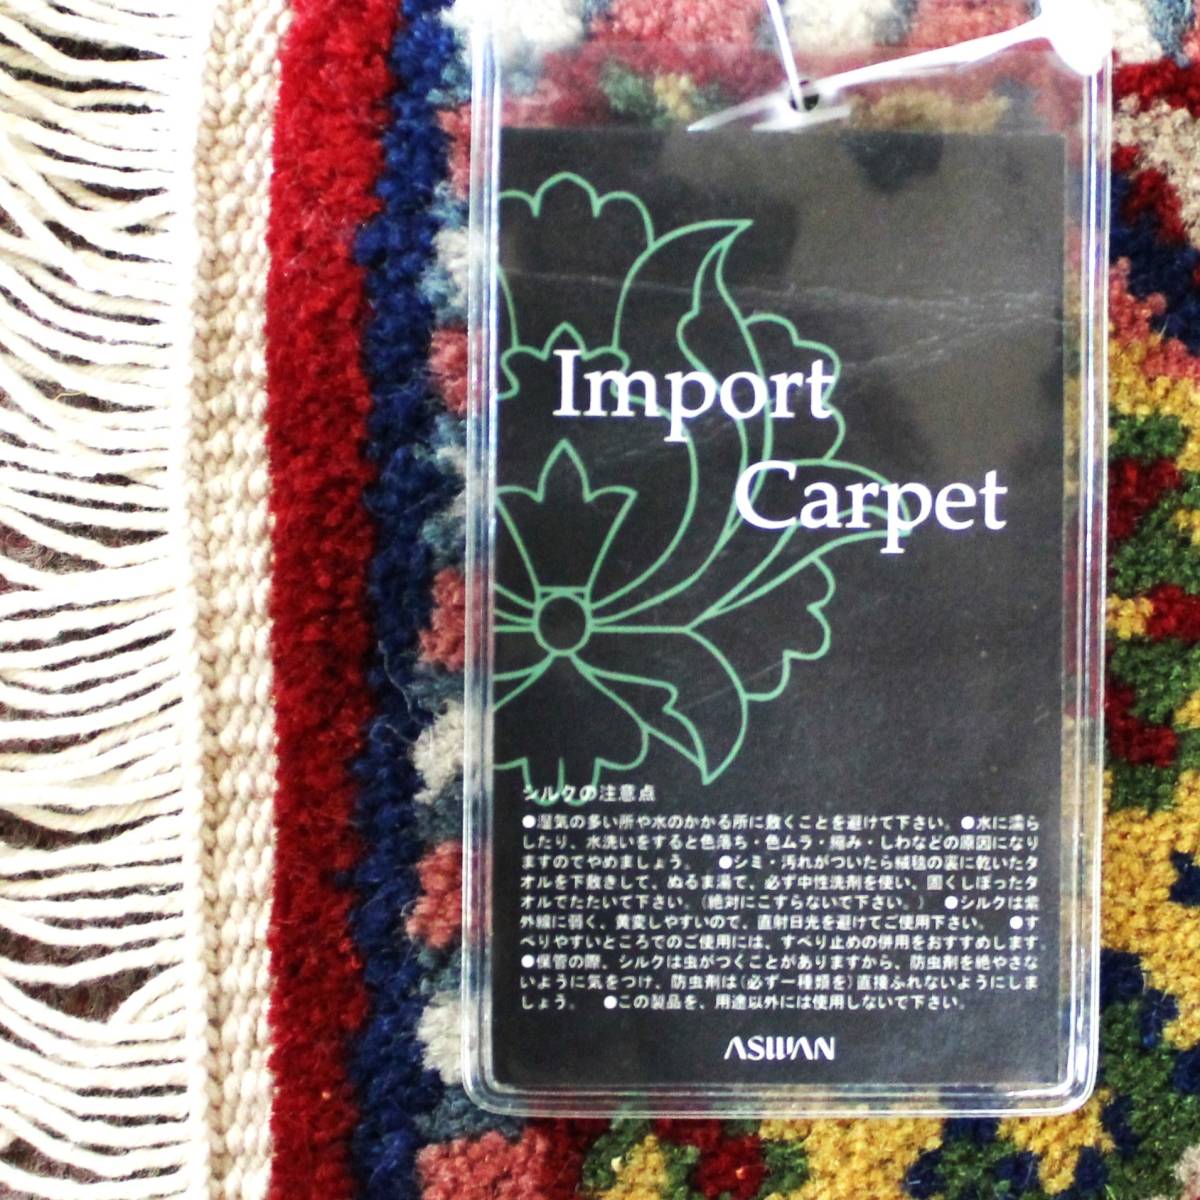 Import
Carpet
シルクの注意点
●湿気の多い所や水のかかる所に敷くことを避けて下さい。 ●水に濡ら
したり、水洗いをすると色落ち・色ムラ・縮み・しわなどの原因になり
ますのでやめましょう。 ●シミ・汚れがついたら絨毯の裏に乾いたタ
オルを下敷きして、ぬるま湯で、必ず中性洗剤を使い、固くしぼったタ
オルでたたいて下さい。(絶対にこすらないで下さい。) ●シルクは紫
外線に弱く、黄変しやすいので、直射日光を避けてご使用下さい。 ●す
べりやすいところでのご使用には、すべり止めの併用をおすすめします。
●保管の際、シルクは虫がつくことがありますから、防虫剤を絶やさな
いように気をつけ、防虫剤は(必ず一種類を)直接ふれないようにしま
しょう。 ●この製品を、用途以外には使用しないで下さい。
ASWAN